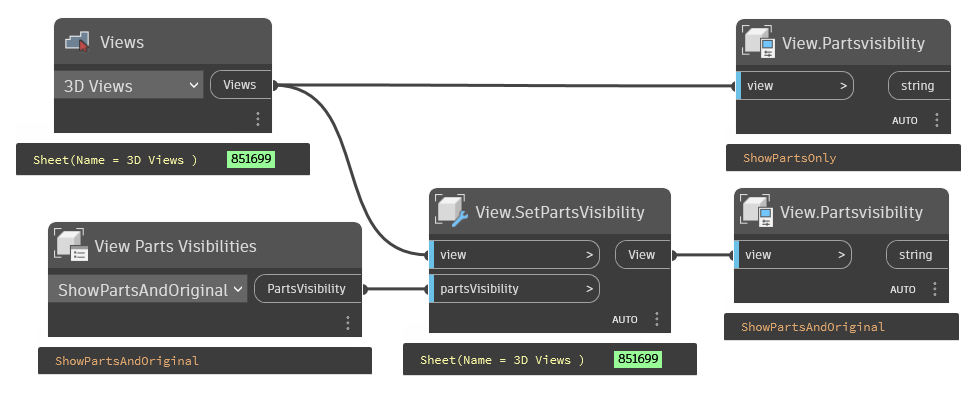 Views
3D Views
Views
Sheet(Name = 3D Views ) 851699
View.Partsvisibility
view >
string
AUTO
ShowPartsOnly
View Parts Visibilities
ShowPartsAndOriginal
PartsVisibility
ShowPartsAndOriginal
View.SetPartsVisibility
view >
View
partsVisibility >
AUTO
Sheet(Name = 3D Views ) 851699
View.Partsvisibility
view >
string
AUTO
ShowPartsAndOriginal